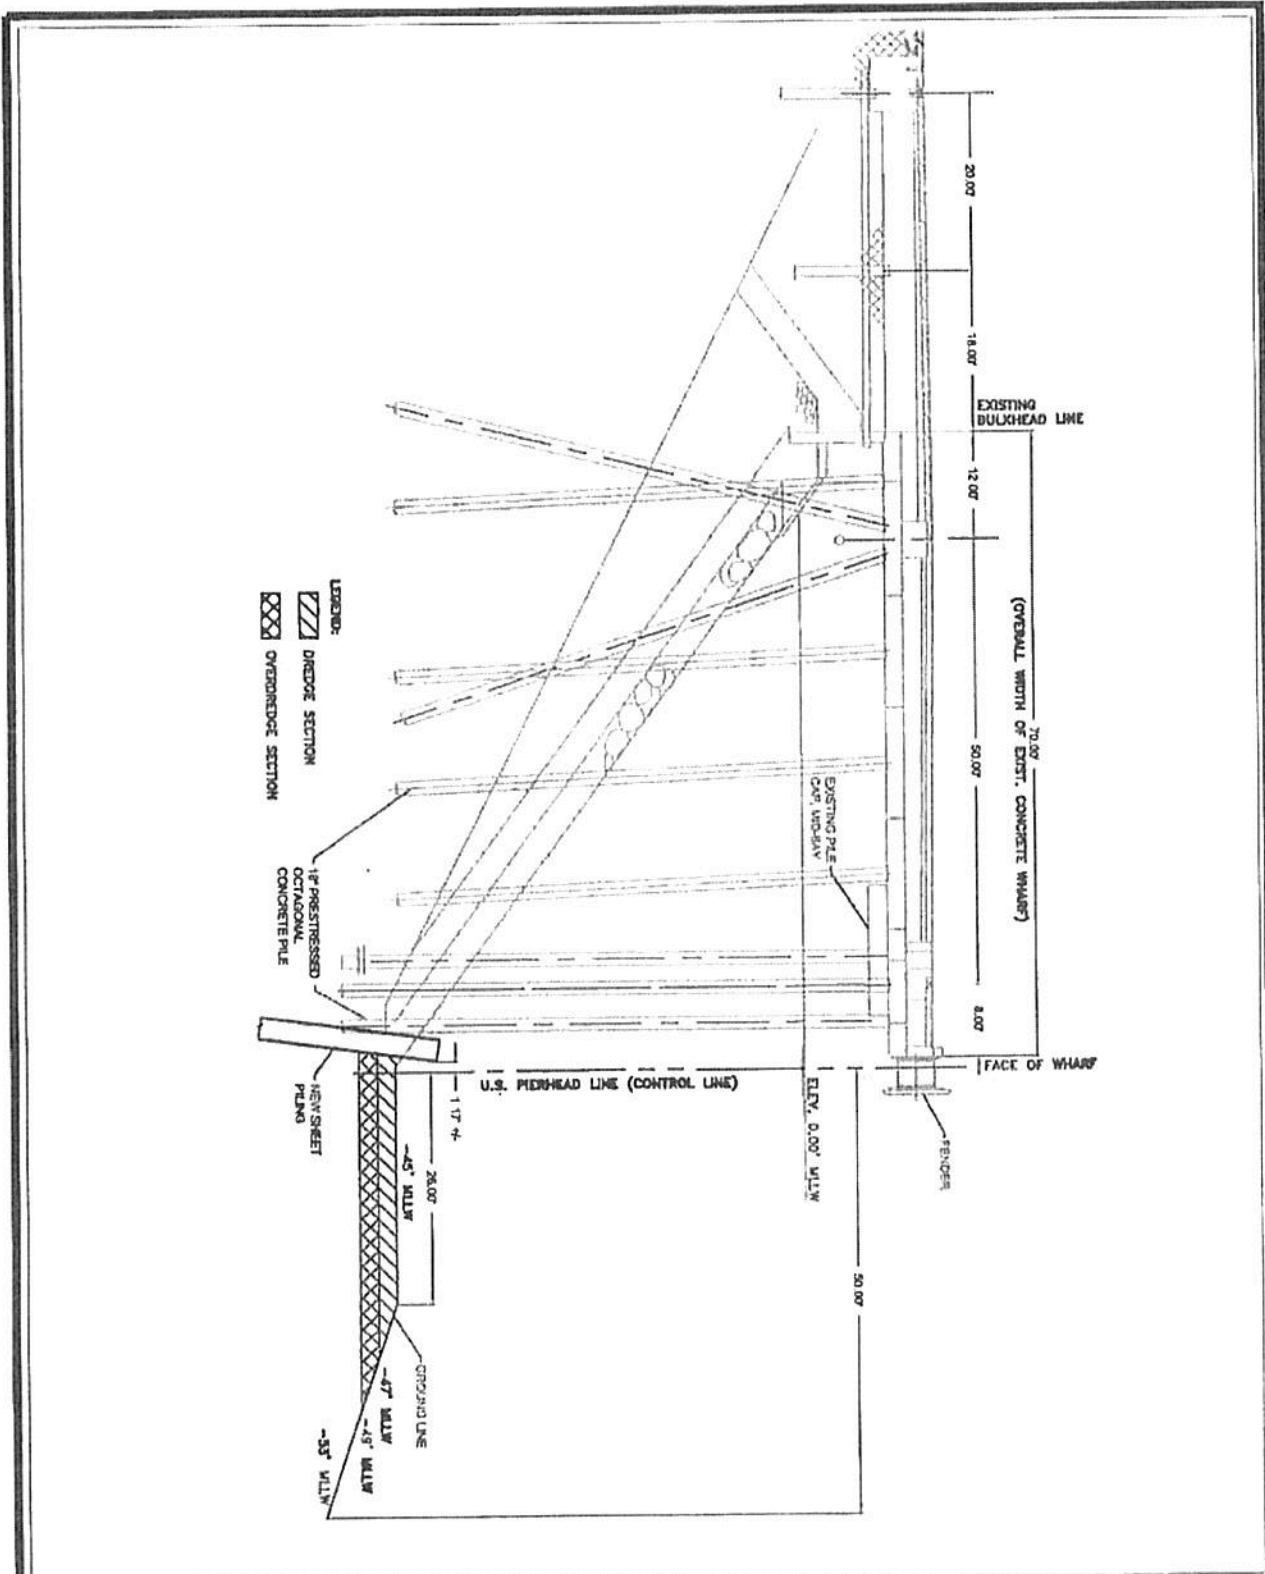 20.00'
18.00'
EXISTING
BULKHEAD LINE
12.00'
70.00'
(OVERALL WIDTH OF EXIST. CONCRETE WHARF)
50.00'
8.00'
FACE OF WHARF
FENDER
EXISTING PILE
CAP, MID-BAY
ELEV. 0.00' MLLW
50.00'
U.S. PIERHEAD LINE (CONTROL LINE)
1.17' +/-
26.00'
-45' MLLW
GROUND LINE
-47' MLLW
-49' MLLW
-53' MLLW
NEW SHEET
PILING
PRESTRESSED
OCTAGONAL
CONCRETE PILE
LEGEND:
DREDGE SECTION
OVERDREDGE SECTION